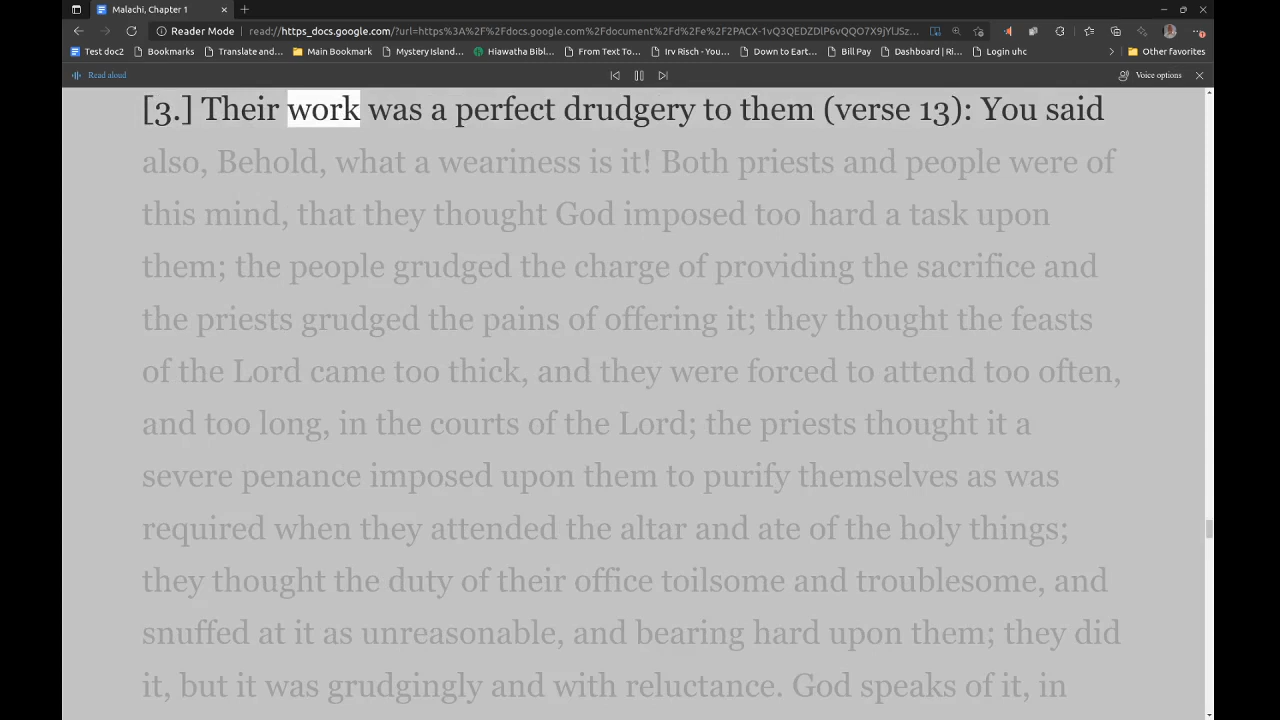 Malachi, Chapter 1
Reader Mode
read://https_docs.google.com/?url=https%3A%2F%2Fdocs.google.com%2Fdocument%2Fd%2Fe%2F2PACX-1vQ3QEDZDlP6vQQO7X9jYlJSz...
Test doc2 Bookmarks Translate and... Main Bookmark Mystery Island... Hiawatha Bibl... From Text To... Irv Risch - You... Down to Eart... Bill Pay Dashboard | Ri... Login uhc Other favorites
Read aloud Voice options
[3.] Their work was a perfect drudgery to them (verse 13): You said
also, Behold, what a weariness is it! Both priests and people were of
this mind, that they thought God imposed too hard a task upon
them; the people grudged the charge of providing the sacrifice and
the priests grudged the pains of offering it; they thought the feasts
of the Lord came too thick, and they were forced to attend too often,
and too long, in the courts of the Lord; the priests thought it a
severe penance imposed upon them to purify themselves as was
required when they attended the altar and ate of the holy things;
they thought the duty of their office toilsome and troublesome, and
snuffed at it as unreasonable, and bearing hard upon them; they did
it, but it was grudgingly and with reluctance. God speaks of it, in